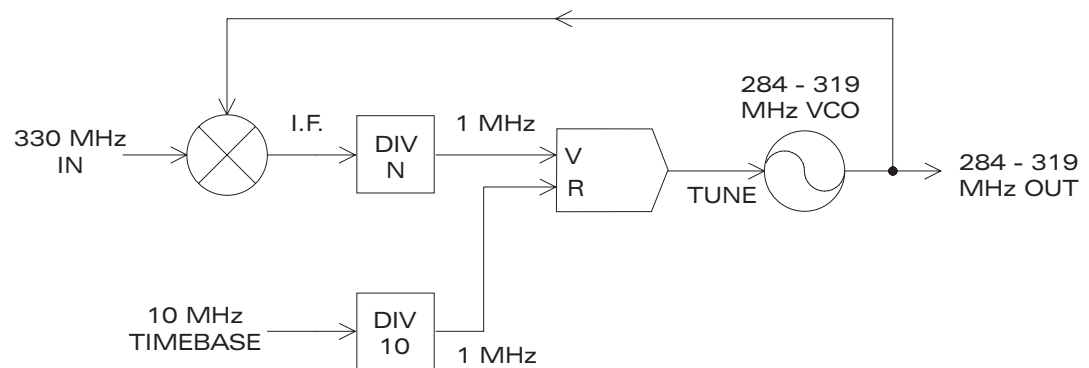 284 - 319
MHz VCO
330 MHz
IN
I.F.
DIV
N
1 MHz
V
R
TUNE
284 - 319
MHz OUT
10 MHz
TIMEBASE
DIV
10
1 MHz